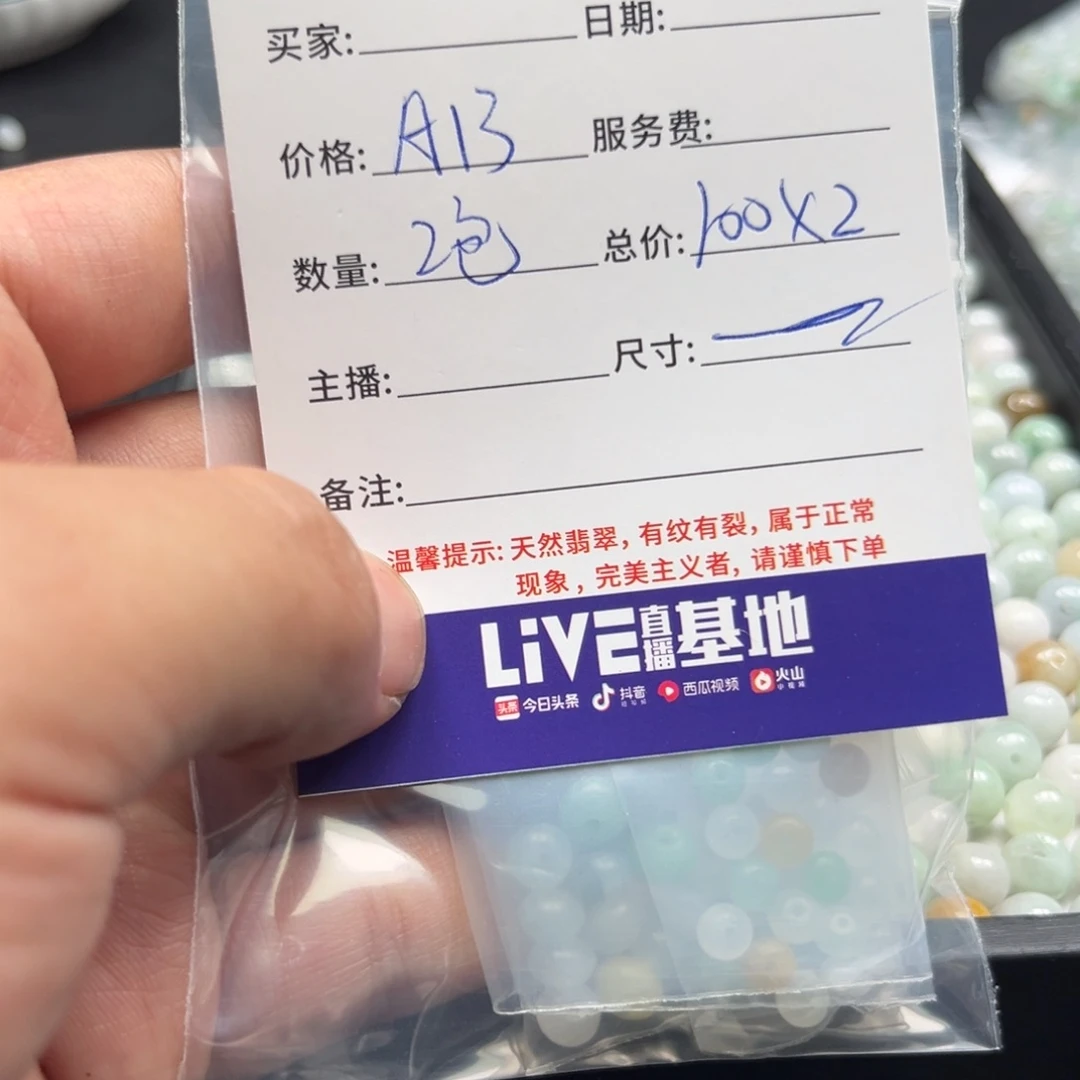 买家: 日期:
价格: A13 服务费:
数量: 2包 总价: 100X2
主播: 尺寸:
备注:
温馨提示: 天然翡翠, 有纹有裂, 属于正常
现象, 完美主义者, 请谨慎下单
LiVE直播基地
头条 今日头条 抖音 西瓜视频 火山